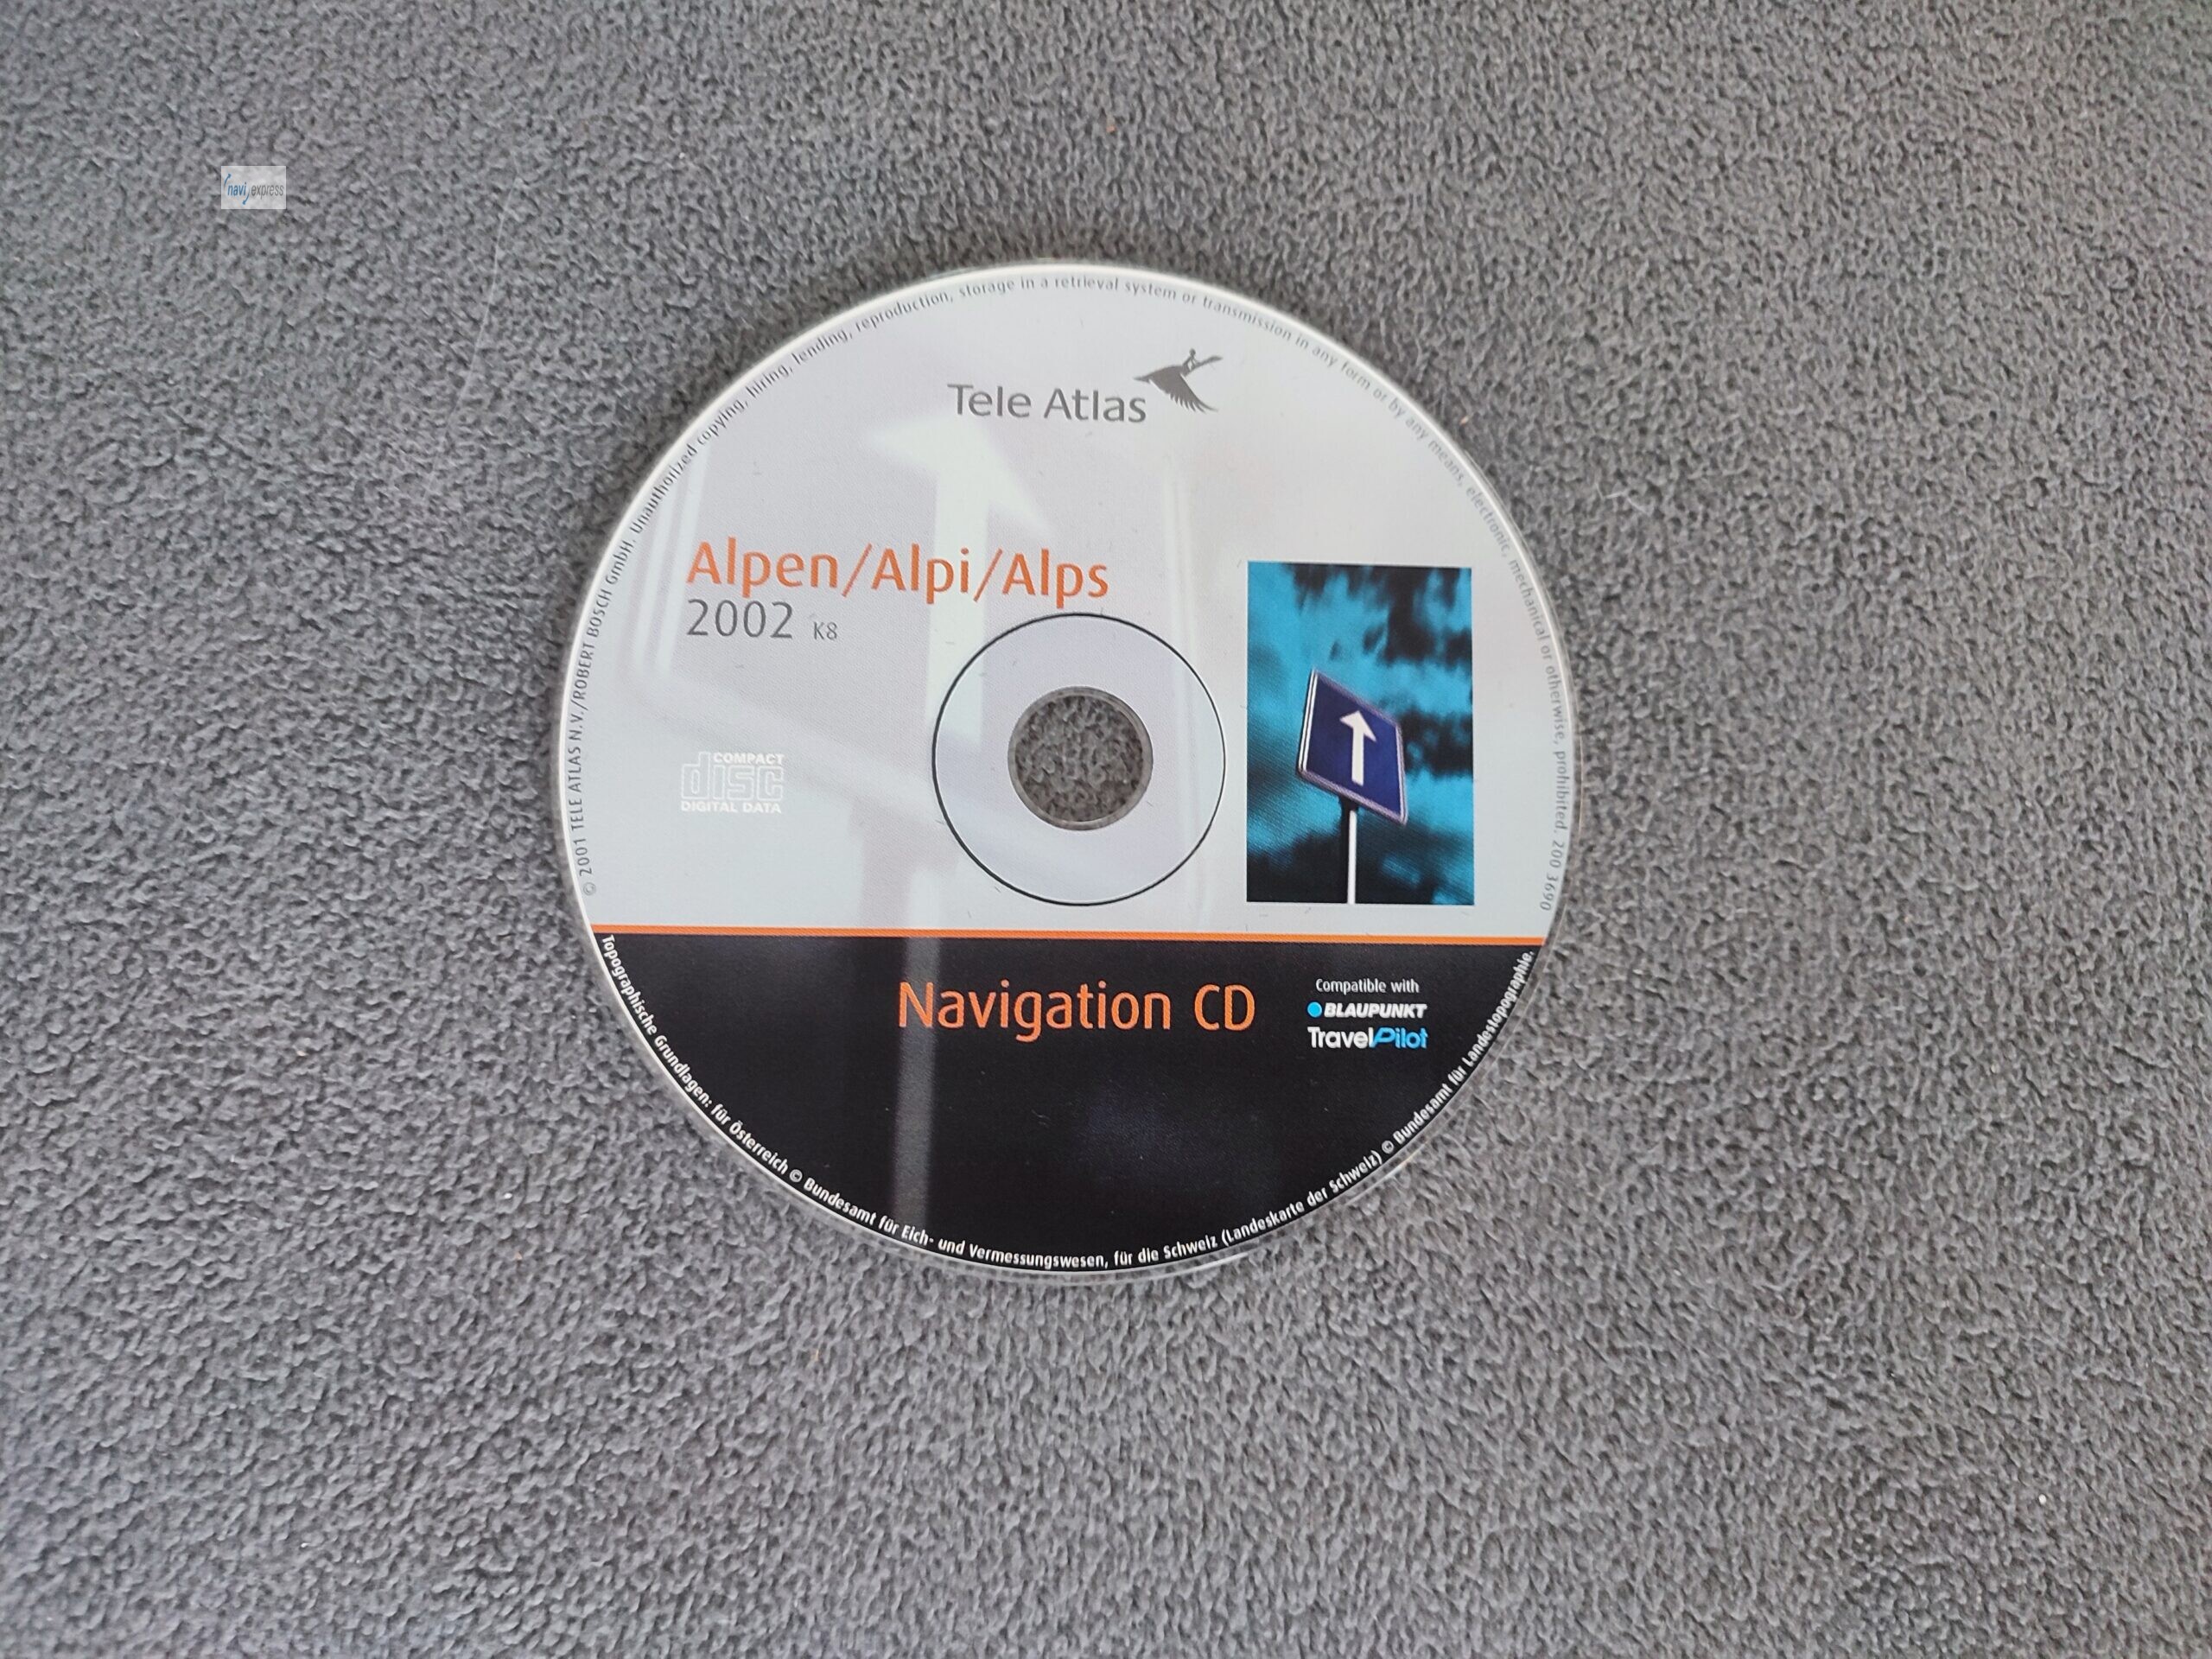 navi express
© 2001 TELE ATLAS N.V./ROBERT BOSCH GmbH. Unauthorized copying, hiring, lending, reproduction, storage in a retrieval system or transmission in any form or by any means, electronic, mechanical or otherwise, prohibited. 200 3690
Tele Atlas
Alpen/Alpi/Alps
2002 K8
COMPACT
disc
DIGITAL DATA
Navigation CD
Compatible with
BLAUPUNKT
TravelPilot
Topographische Grundlagen: für Österreich © Bundesamt für Eich- und Vermessungswesen, für die Schweiz (Landeskarte der Schweiz) © Bundesamt für Landestopographie.